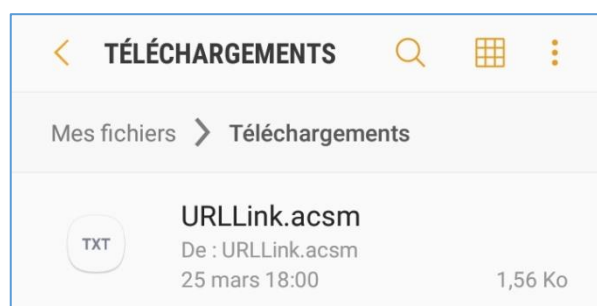 TÉLÉCHARGEMENTS
Mes fichiers > Téléchargements
TXT
URLLink.acsm
De : URLLink.acsm
25 mars 18:00 1,56 Ko